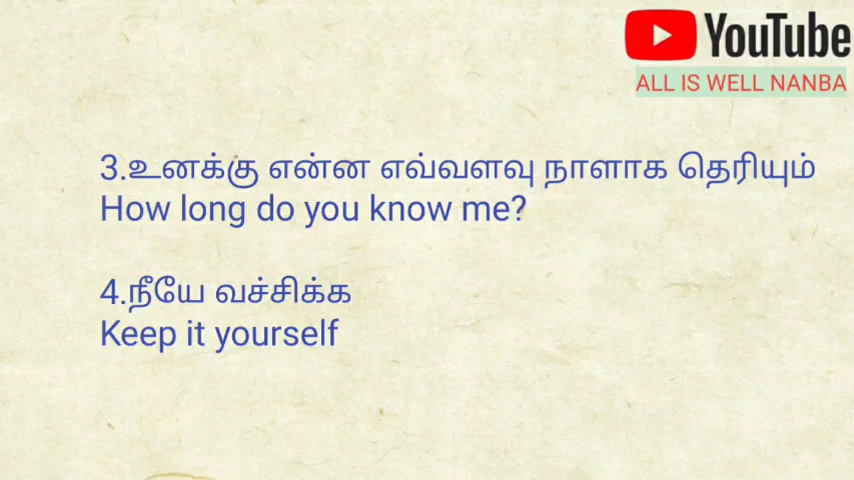 YouTube
ALL IS WELL NANBA
3.உனக்கு என்ன எவ்வளவு நாளாக தெரியும்
How long do you know me?
4.நீயே வச்சிக்க
Keep it yourself